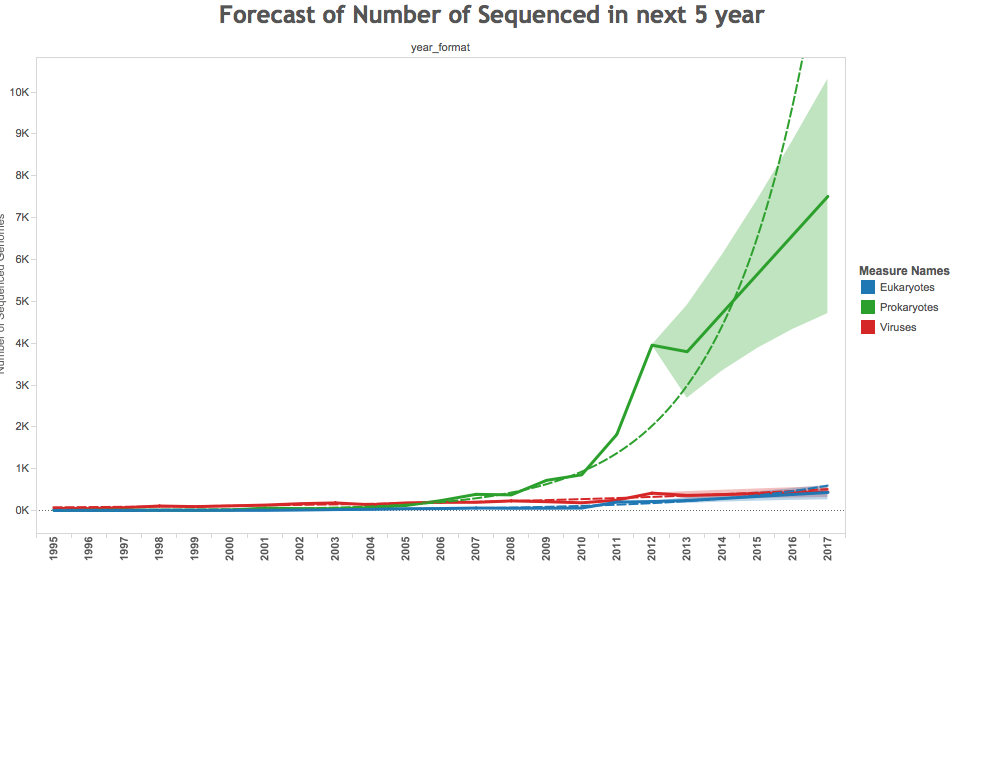 Forecast of Number of Sequenced in next 5 year
year_format
10K
9K
8K
7K
6K
5K
4K
3K
2K
1K
0K
Number of Sequenced Genomes
1995
1996
1997
1998
1999
2000
2001
2002
2003
2004
2005
2006
2007
2008
2009
2010
2011
2012
2013
2014
2015
2016
2017
Measure Names
Eukaryotes
Prokaryotes
Viruses